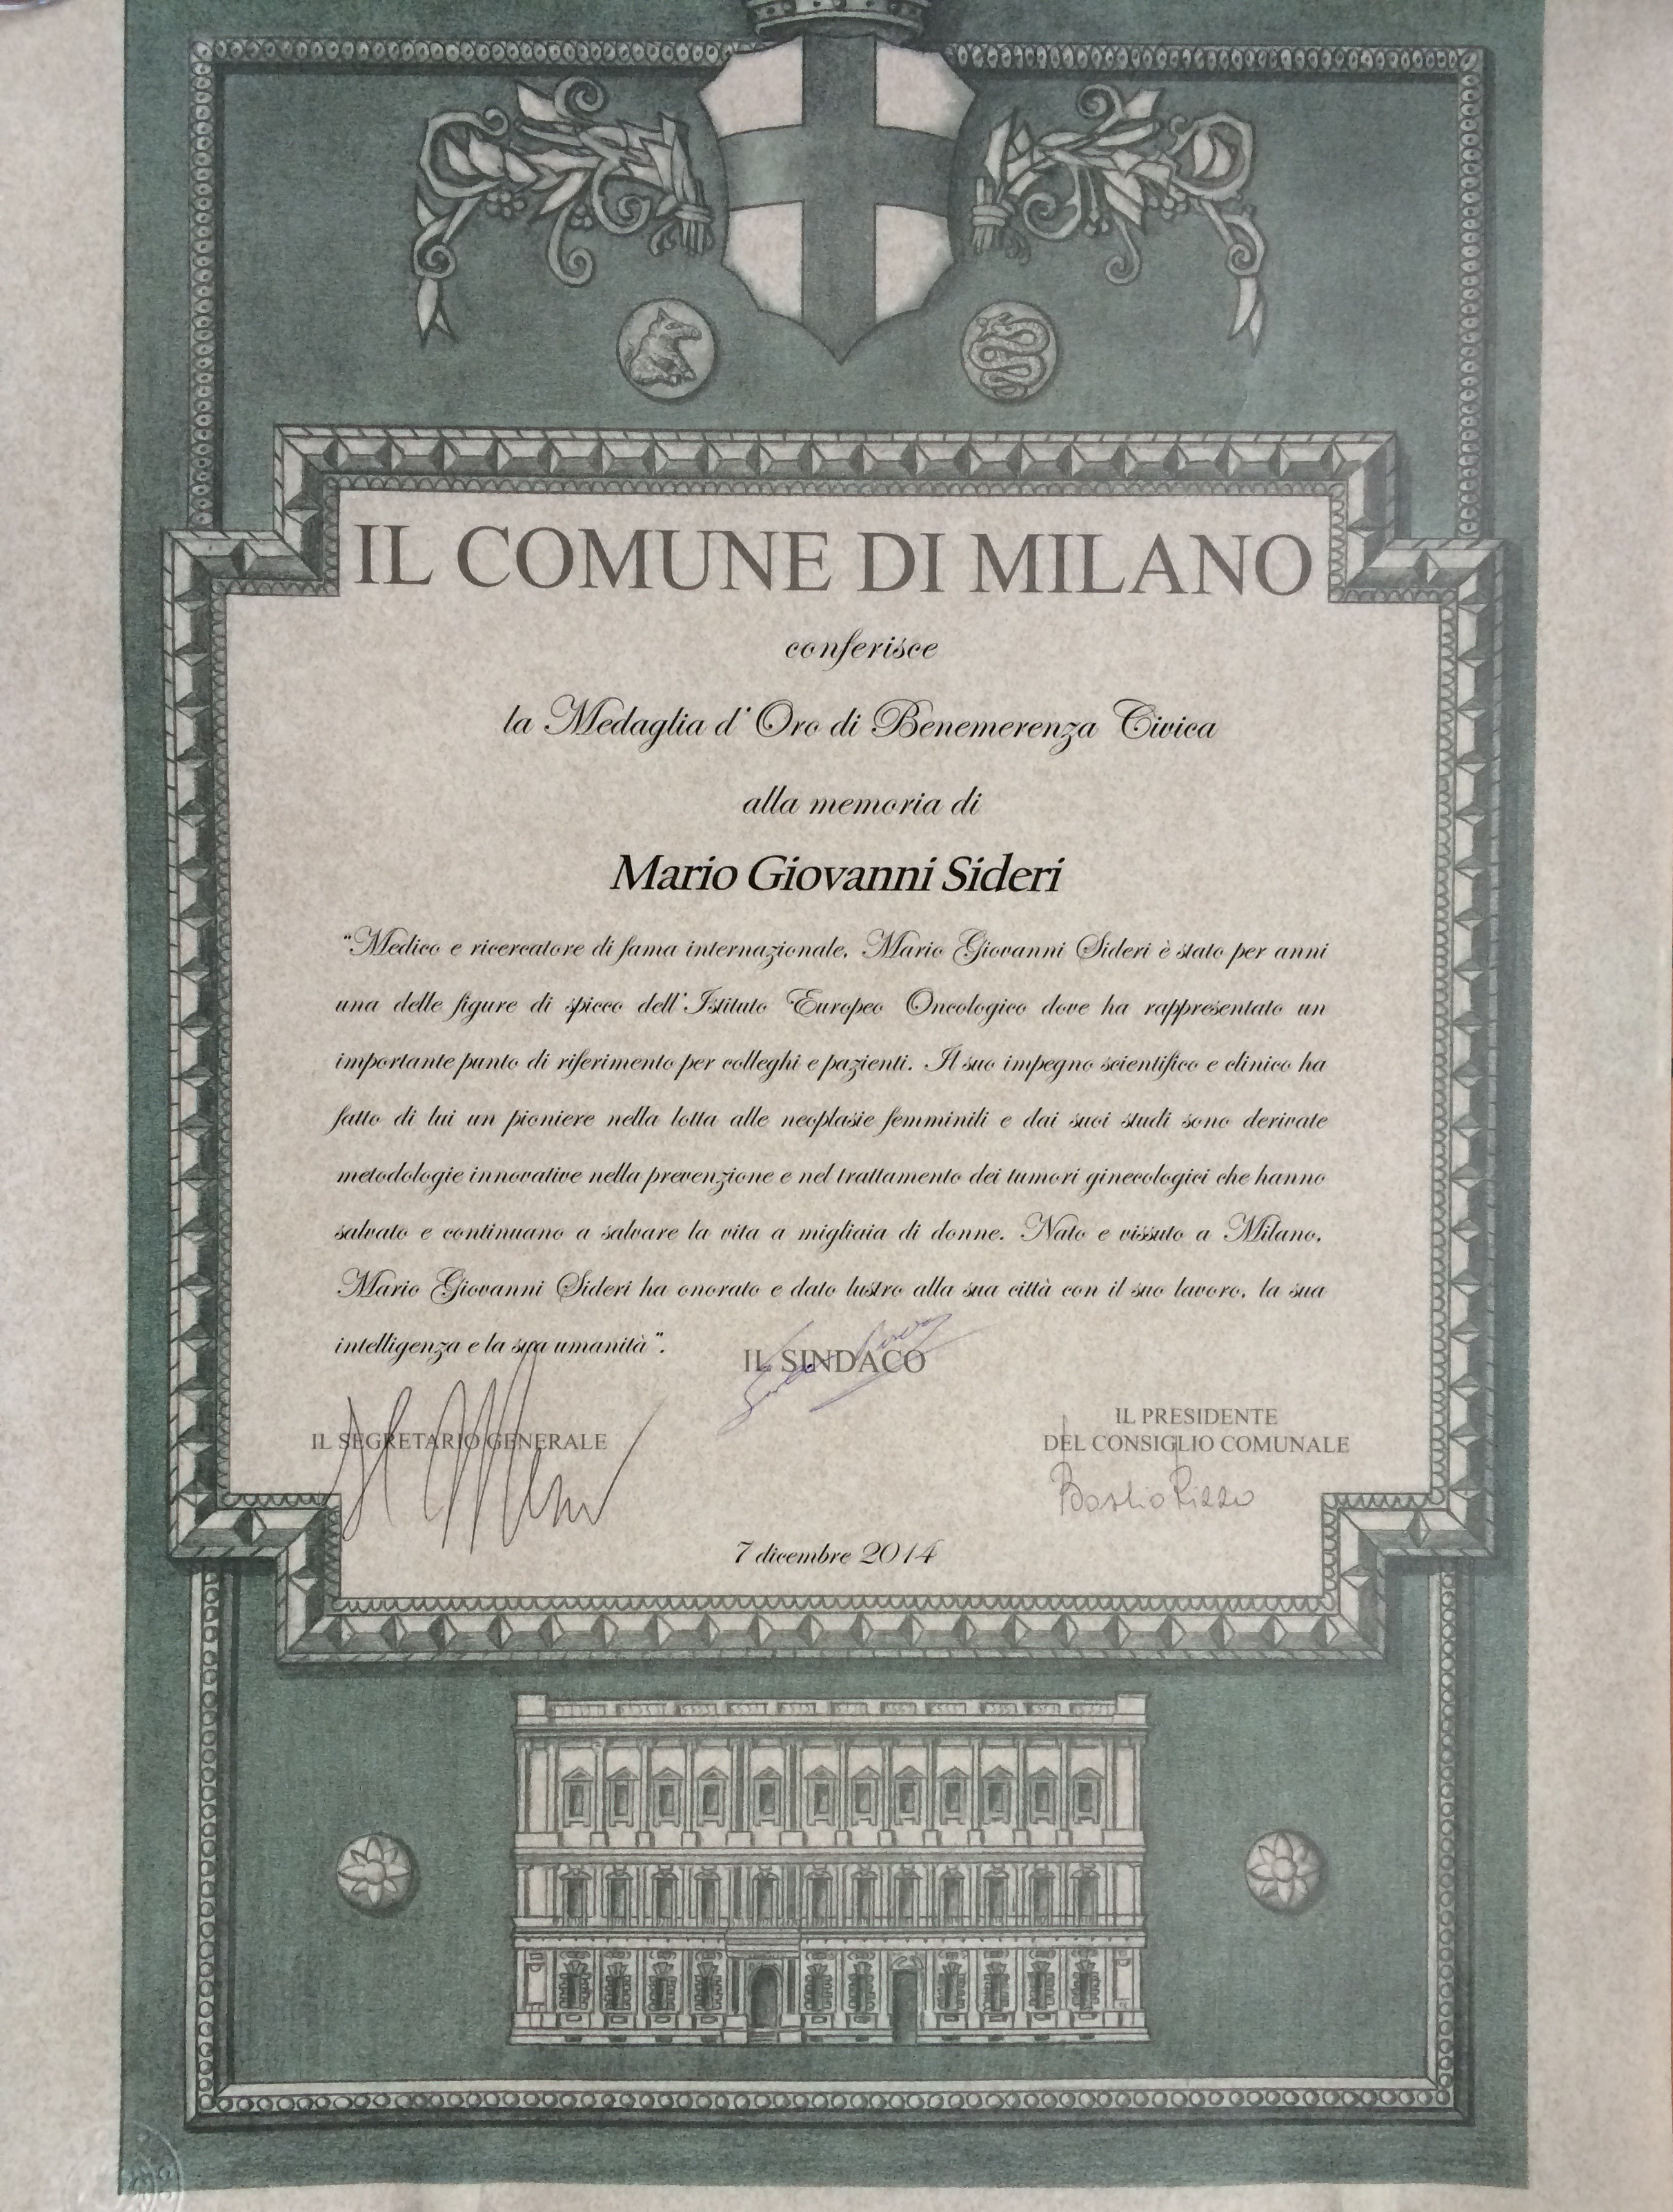 IL COMUNE DI MILANO
conferisce
la Medaglia d'Oro di Benemerenza Civica
alla memoria di
Mario Giovanni Sideri
"Medico e ricercatore di fama internazionale, Mario Giovanni Sideri è stato per anni
una delle figure di spicco dell'Istituto Europeo Oncologico dove ha rappresentato un
importante punto di riferimento per colleghi e pazienti. Il suo impegno scientifico e clinico ha
fatto di lui un pioniere nella lotta alle neoplasie femminili e dai suoi studi sono derivate
metodologie innovative nella prevenzione e nel trattamento dei tumori ginecologici che hanno
salvato e continuano a salvare la vita a migliaia di donne. Nato e vissuto a Milano,
Mario Giovanni Sideri ha onorato e dato lustro alla sua città con il suo lavoro, la sua
intelligenza e la sua umanità".
IL SINDACO
IL SEGRETARIO GENERALE
IL PRESIDENTE
DEL CONSIGLIO COMUNALE
Basilio Rizzo
7 dicembre 2014